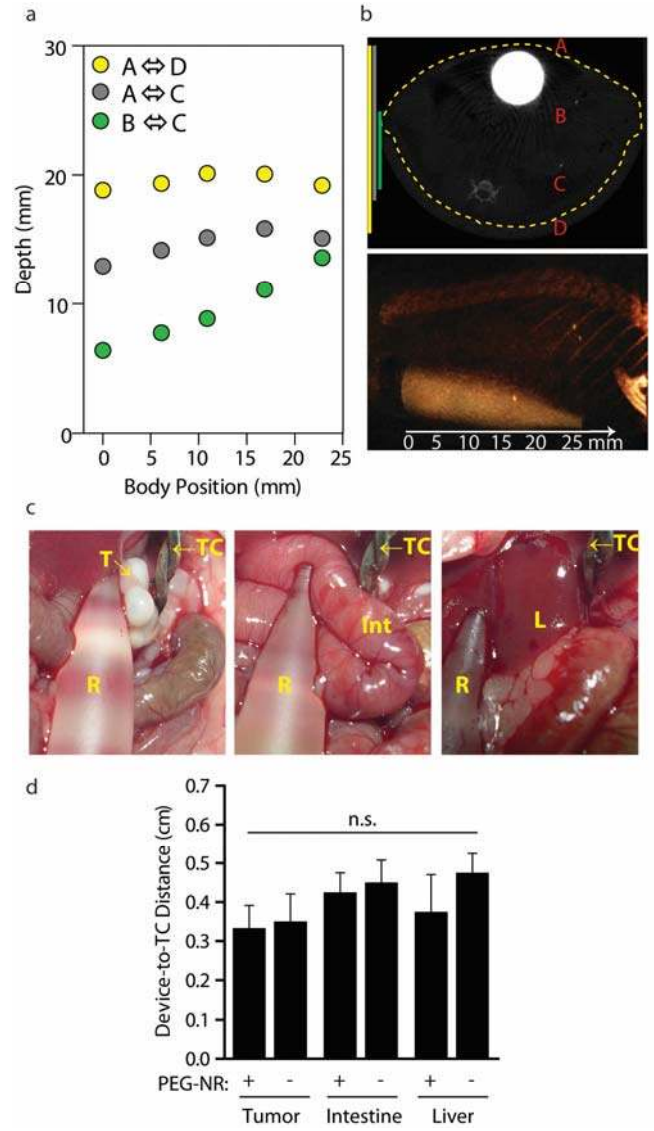 a
30
20
10
0
Depth (mm)
A ⇔ D
A ⇔ C
B ⇔ C
0 5 10 15 20 25
Body Position (mm)
b
A
B
C
D
0 5 10 15 20 25 mm
c
T
←TC
R
←TC
Int
R
←TC
L
R
d
0.7
0.6
0.5
0.4
0.3
0.2
0.1
0.0
Device-to-TC Distance (cm)
n.s.
PEG-NR: + - + - + -
Tumor Intestine Liver